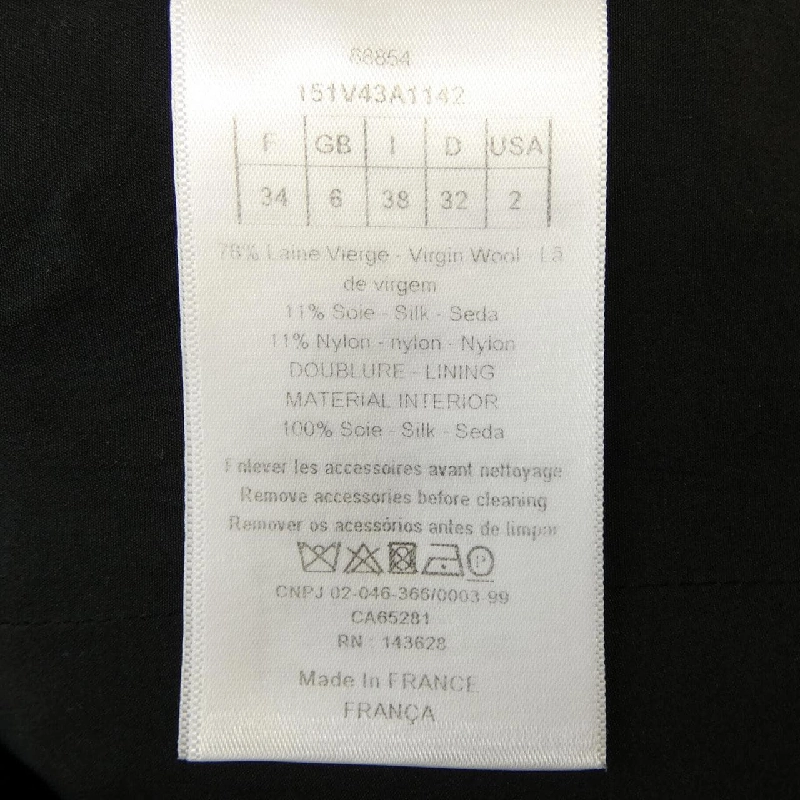 68854
151V43A1142
F GB I D USA
34 6 38 32 2
78% Laine Vierge - Virgin Wool - Lã
de virgem
11% Soie - Silk - Seda
11% Nylon - nylon - Nylon
DOUBLURE - LINING
MATERIAL INTERIOR
100% Soie - Silk - Seda
Enlever les accessoires avant nettoyage
Remove accessories before cleaning
Remover os acessórios antes de limpar
P
CNPJ 02-046-366/0003-99
CA65281
RN : 143628
Made In FRANCE
FRANÇA